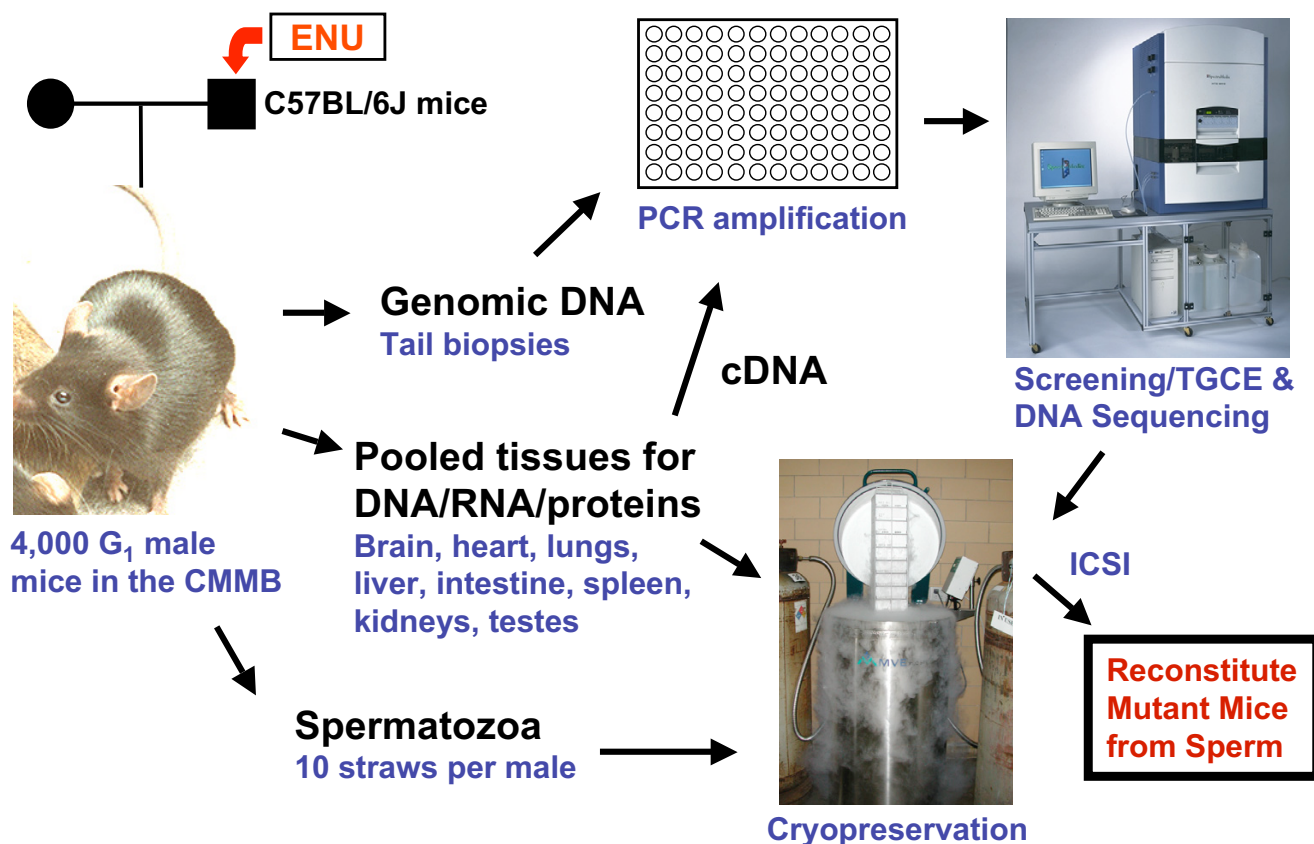 ENU
C57BL/6J mice
PCR amplification
Genomic DNA
Tail biopsies
cDNA
Screening/TGCE &
DNA Sequencing
Pooled tissues for
DNA/RNA/proteins
Brain, heart, lungs,
liver, intestine, spleen,
kidneys, testes
4,000 G₁ male
mice in the CMMB
ICSI
MVE
Reconstitute
Mutant Mice
from Sperm
Spermatozoa
10 straws per male
Cryopreservation